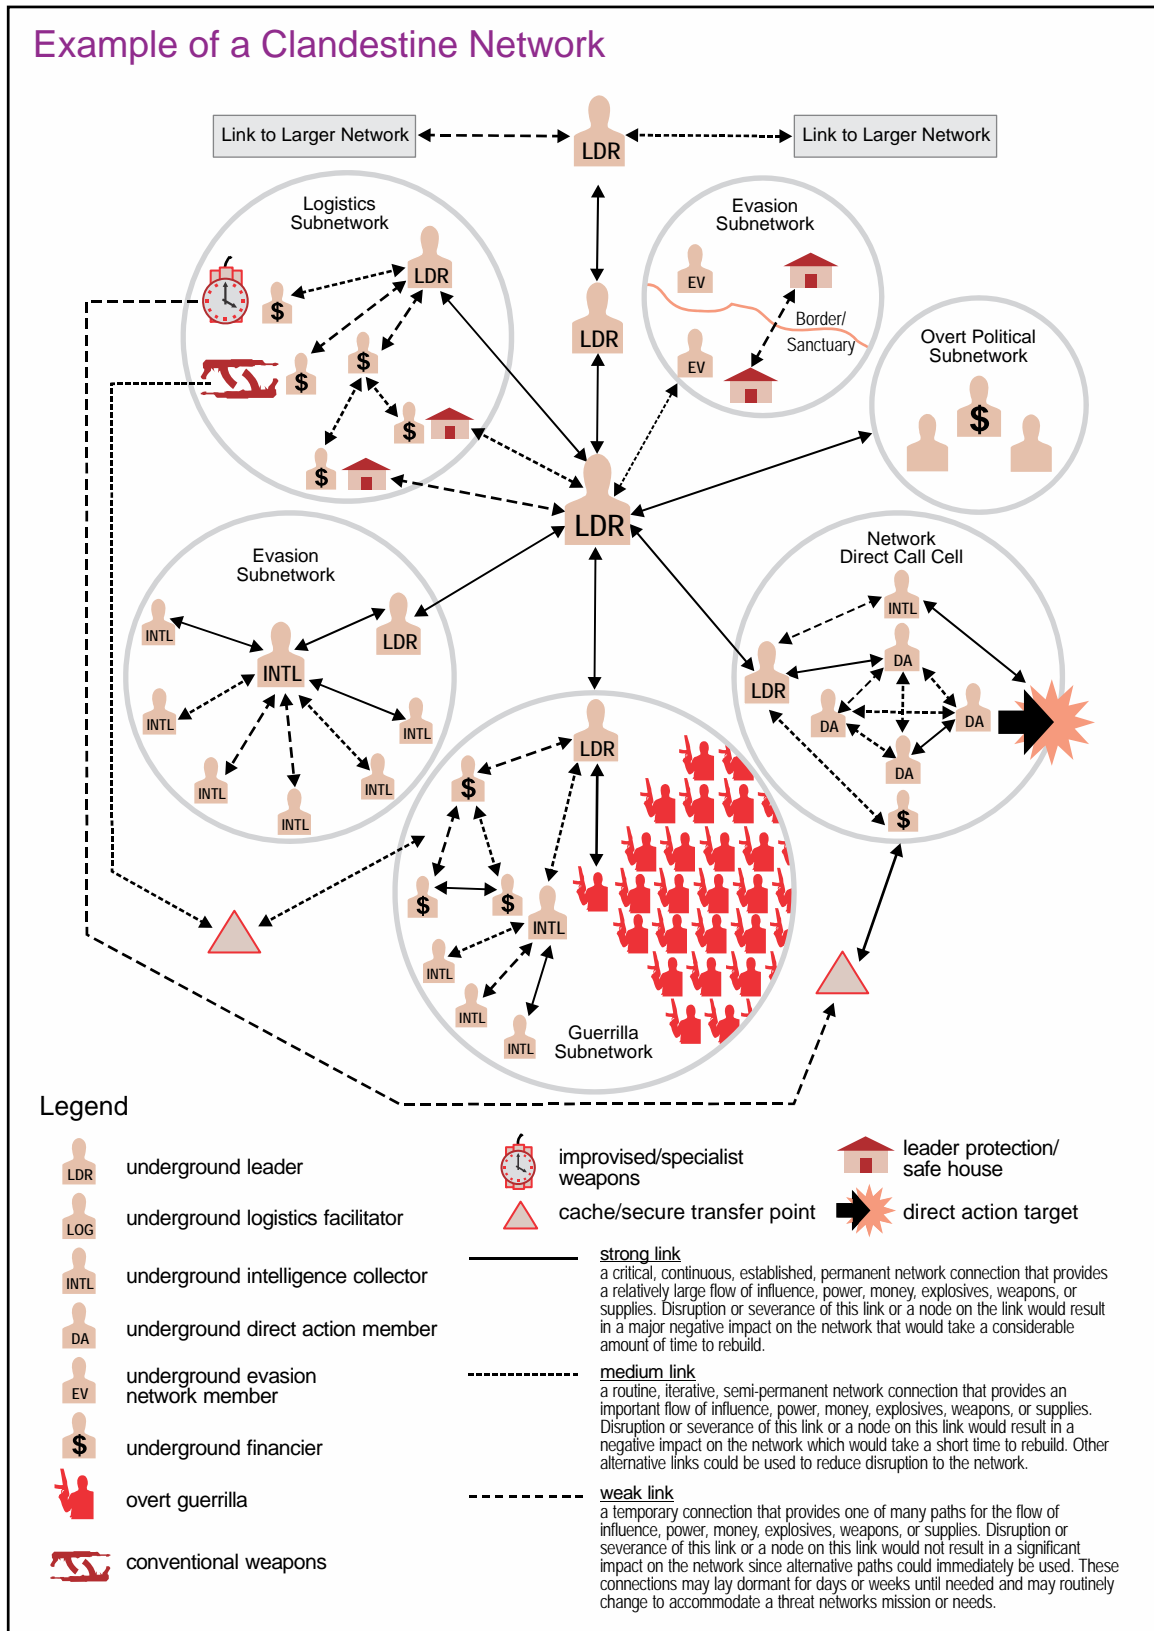 Example of a Clandestine Network
Link to Larger Network
LDR
Link to Larger Network
Logistics
Subnetwork
LDR
$
$
$
$
$
LDR
Evasion
Subnetwork
EV
Border/
Sanctuary
EV
Overt Political
Subnetwork
$
LDR
Evasion
Subnetwork
INTL
LDR
INTL
INTL
INTL
INTL
INTL
INTL
Network
Direct Call Cell
INTL
DA
LDR
DA
DA
DA
$
LDR
$
$
$
INTL
INTL
INTL
INTL
Guerrilla
Subnetwork
Legend
LDR
underground leader
LOG
underground logistics facilitator
INTL
underground intelligence collector
DA
underground direct action member
EV
underground evasion
network member
$
underground financier
overt guerrilla
conventional weapons
improvised/specialist
weapons
leader protection/
safe house
cache/secure transfer point
direct action target
strong link
a critical, continuous, established, permanent network connection that provides
a relatively large flow of influence, power, money, explosives, weapons, or
supplies. Disruption or severance of this link or a node on the link would result
in a major negative impact on the network that would take a considerable
amount of time to rebuild.
medium link
a routine, iterative, semi-permanent network connection that provides an
important flow of influence, power, money, explosives, weapons, or supplies.
Disruption or severance of this link or a node on this link would result in a
negative impact on the network which would take a short time to rebuild. Other
alternative links could be used to reduce disruption to the network.
weak link
a temporary connection that provides one of many paths for the flow of
influence, power, money, explosives, weapons, or supplies. Disruption or
severance of this link or a node on this link would not result in a significant
impact on the network since alternative paths could immediately be used. These
connections may lay dormant for days or weeks until needed and may routinely
change to accommodate a threat networks mission or needs.